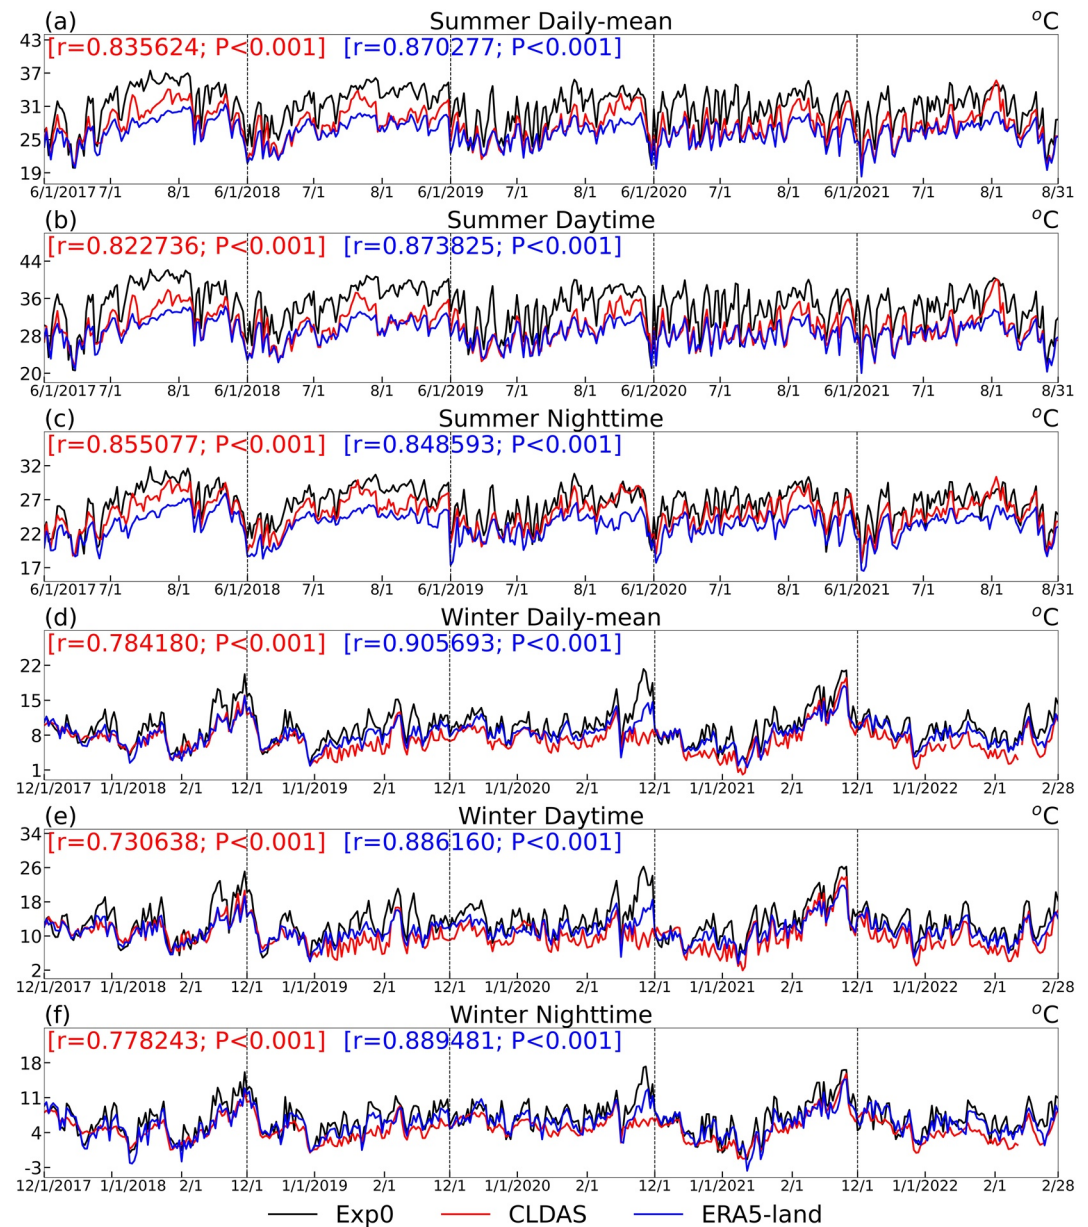 (a) Summer Daily-mean °C
[r=0.835624; P<0.001] [r=0.870277; P<0.001]
43
37
31
25
19
6/1/2017 7/1 8/1 6/1/2018 7/1 8/1 6/1/2019 7/1 8/1 6/1/2020 7/1 8/1 6/1/2021 7/1 8/1 8/31
(b) Summer Daytime °C
[r=0.822736; P<0.001] [r=0.873825; P<0.001]
44
36
28
20
6/1/2017 7/1 8/1 6/1/2018 7/1 8/1 6/1/2019 7/1 8/1 6/1/2020 7/1 8/1 6/1/2021 7/1 8/1 8/31
(c) Summer Nighttime °C
[r=0.855077; P<0.001] [r=0.848593; P<0.001]
32
27
22
17
6/1/2017 7/1 8/1 6/1/2018 7/1 8/1 6/1/2019 7/1 8/1 6/1/2020 7/1 8/1 6/1/2021 7/1 8/1 8/31
(d) Winter Daily-mean °C
[r=0.784180; P<0.001] [r=0.905693; P<0.001]
22
15
8
1
12/1/2017 1/1/2018 2/1 12/1 1/1/2019 2/1 12/1 1/1/2020 2/1 12/1 1/1/2021 2/1 12/1 1/1/2022 2/1 2/28
(e) Winter Daytime °C
[r=0.730638; P<0.001] [r=0.886160; P<0.001]
34
26
18
10
2
12/1/2017 1/1/2018 2/1 12/1 1/1/2019 2/1 12/1 1/1/2020 2/1 12/1 1/1/2021 2/1 12/1 1/1/2022 2/1 2/28
(f) Winter Nighttime °C
[r=0.778243; P<0.001] [r=0.889481; P<0.001]
18
11
4
-3
12/1/2017 1/1/2018 2/1 12/1 1/1/2019 2/1 12/1 1/1/2020 2/1 12/1 1/1/2021 2/1 12/1 1/1/2022 2/1 2/28
Exp0 CLDAS ERA5-land